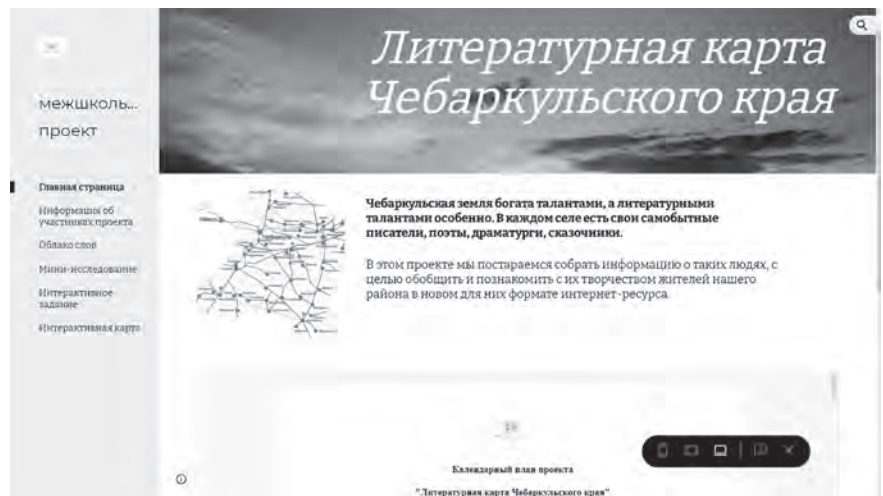 Литературная карта
Чебаркульского края
межшколь...
проект
Главная страница
Информация об
участниках проекта
Облако слов
Мини-исследование
Интерактивное
задание
Интерактивная карта
Чебаркульская земля богата талантами, а литературными
талантами особенно. В каждом селе есть свои самобытные
писатели, поэты, драматурги, сказочники.
В этом проекте мы постараемся собрать информацию о таких людях, с
целью обобщить и познакомить с их творчеством жителей нашего
района в новом для них формате интернет-ресурса.
Календарный план проекта
"Литературная карта Чебаркульского края"